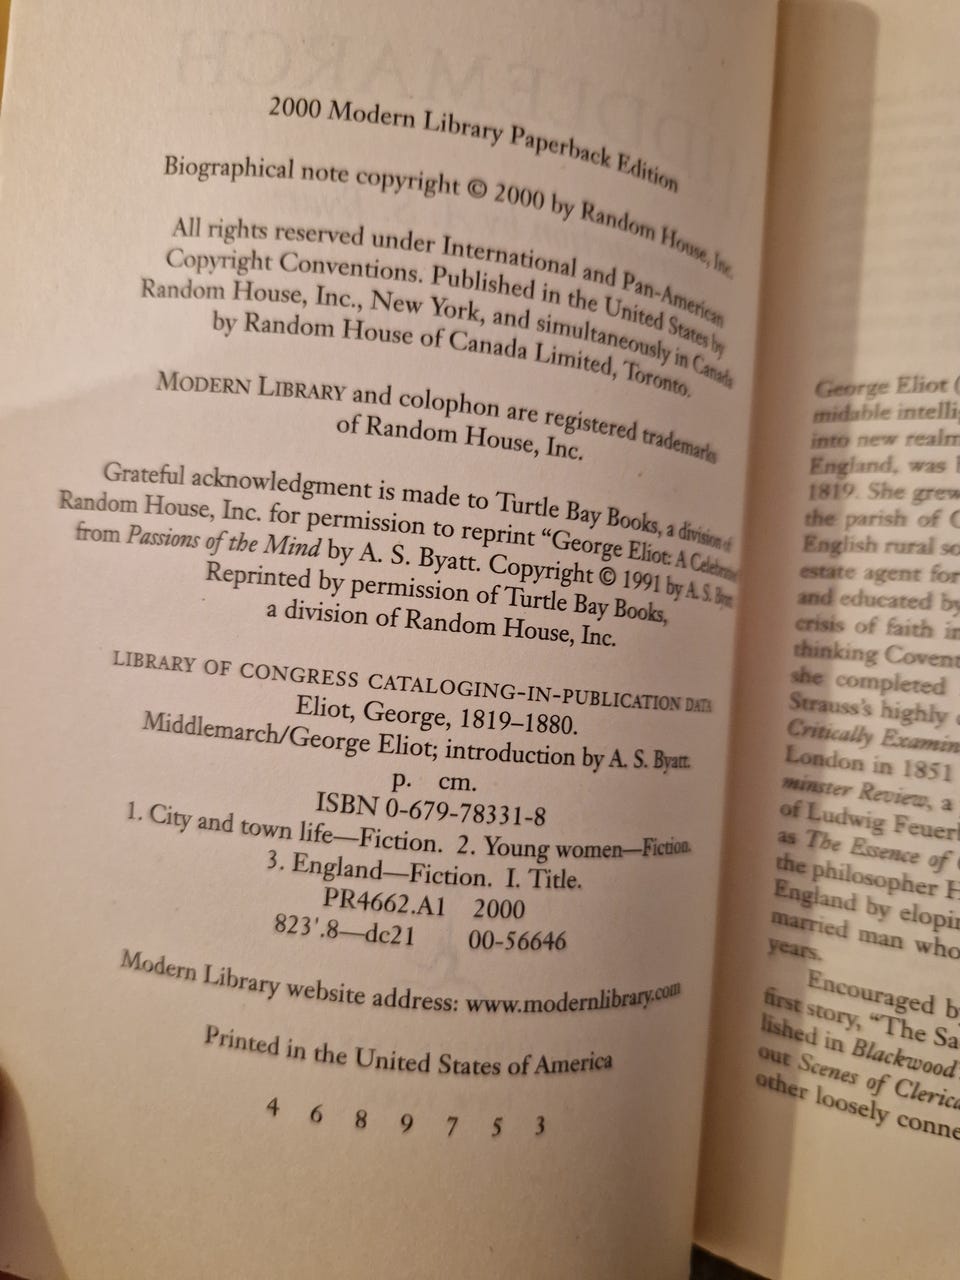 2000 Modern Library Paperback Edition
Biographical note copyright © 2000 by Random House, Inc.
All rights reserved under International and Pan-American
Copyright Conventions. Published in the United States by
Random House, Inc., New York, and simultaneously in Canada
by Random House of Canada Limited, Toronto.
MODERN LIBRARY and colophon are registered trademarks
of Random House, Inc.
Grateful acknowledgment is made to Turtle Bay Books, a division of
Random House, Inc. for permission to reprint “George Eliot: A
from Passions of the Mind by A. S. Byatt. Copyright © 1991 by A. S. Byatt
Reprinted by permission of Turtle Bay Books,
a division of Random House, Inc.
LIBRARY OF CONGRESS CATALOGING-IN-PUBLICATION DATA
Eliot, George, 1819–1880.
Middlemarch/George Eliot; introduction by A. S. Byatt.
p. cm.
ISBN 0-679-78331-8
1. City and town life—Fiction. 2. Young women—Fiction.
3. England—Fiction. I. Title.
PR4662.A1 2000
823'.8—dc21 00-56646
Modern Library website address: www.modernlibrary.com
Printed in the United States of America
4 6 8 9 7 5 3
George Eliot (
midable intelli
into new realm
England, was
1819. She grew
the parish of C
English rural so
estate agent for
and educated by
crisis of faith in
thinking Covent
she completed
Strauss's highly
Critically Examin
London in 1851
minster Review, a
of Ludwig Feuer
as The Essence of
the philosopher H
England by elopin
married man who
years.
Encouraged b
first story, “The Sa
lished in Blackwood
out Scenes of Cleric
other loosely conne